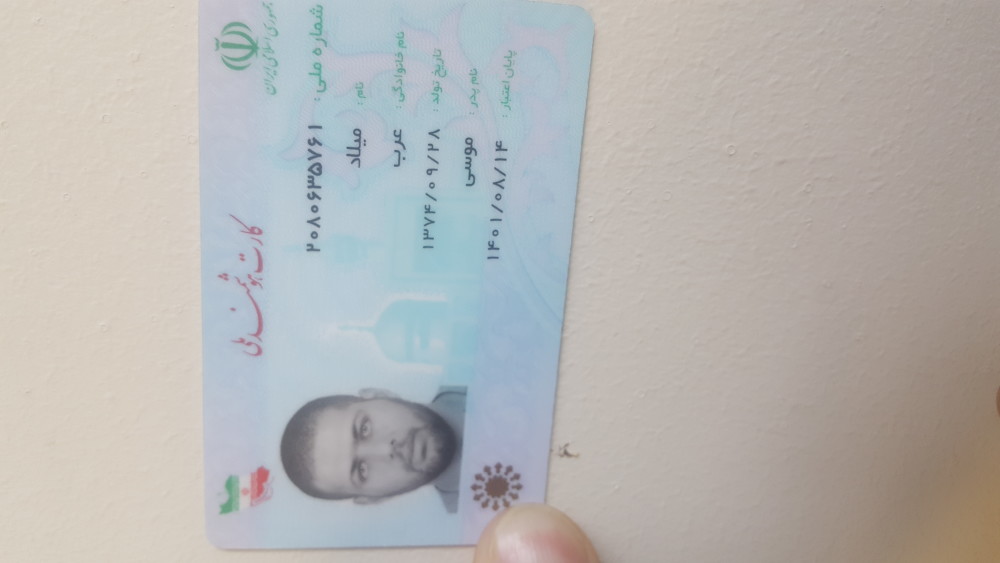 جمهوری اسلامی ایران
کارت هوشمند ملی
شماره ملی : ۲۰۸۰۶۳۵۷۶۱
نام : میلاد
نام خانوادگی : عرب
تاریخ تولد : ۱۳۷۴/۰۹/۲۸
نام پدر : موسی
پایان اعتبار : ۱۴۰۱/۰۸/۱۴